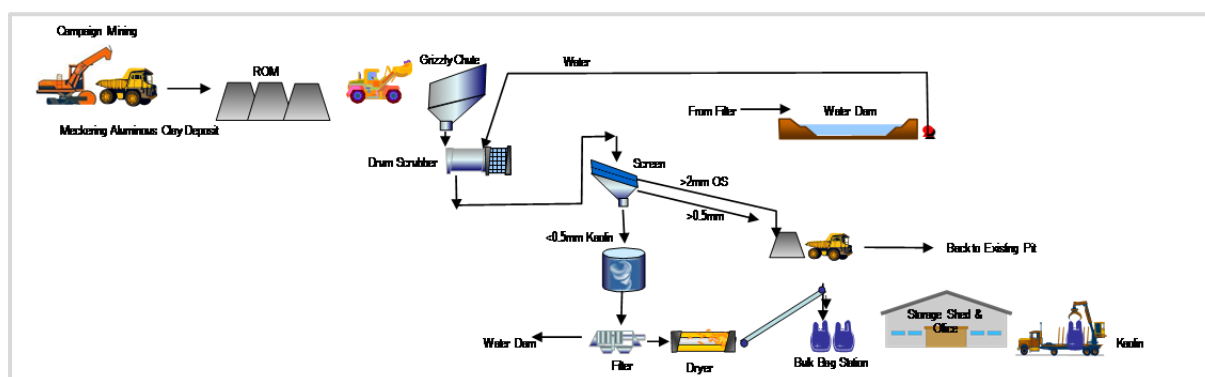 Campaign Mining
ROM
Grizzly Chute
Water
From Filter
Water Dam
Meckering Aluminous Clay Deposit
Drum Scrubber
Screen
>2mm OS
>0.5mm
<0.5mm Kaolin
Back to Existing Pit
Storage Shed &
Office
Water Dam
Filter
Dryer
Bulk Bag Station
Kaolin